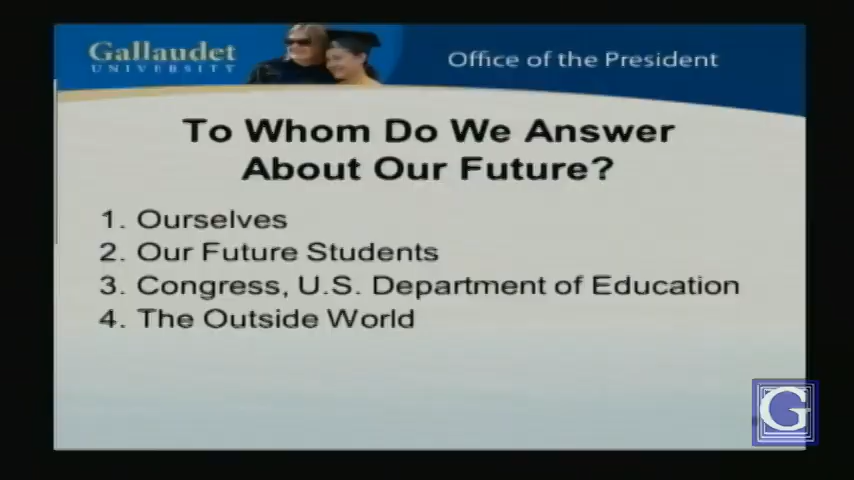 Gallaudet
UNIVERSITY
Office of the President
To Whom Do We Answer
About Our Future?
1. Ourselves
2. Our Future Students
3. Congress, U.S. Department of Education
4. The Outside World
G